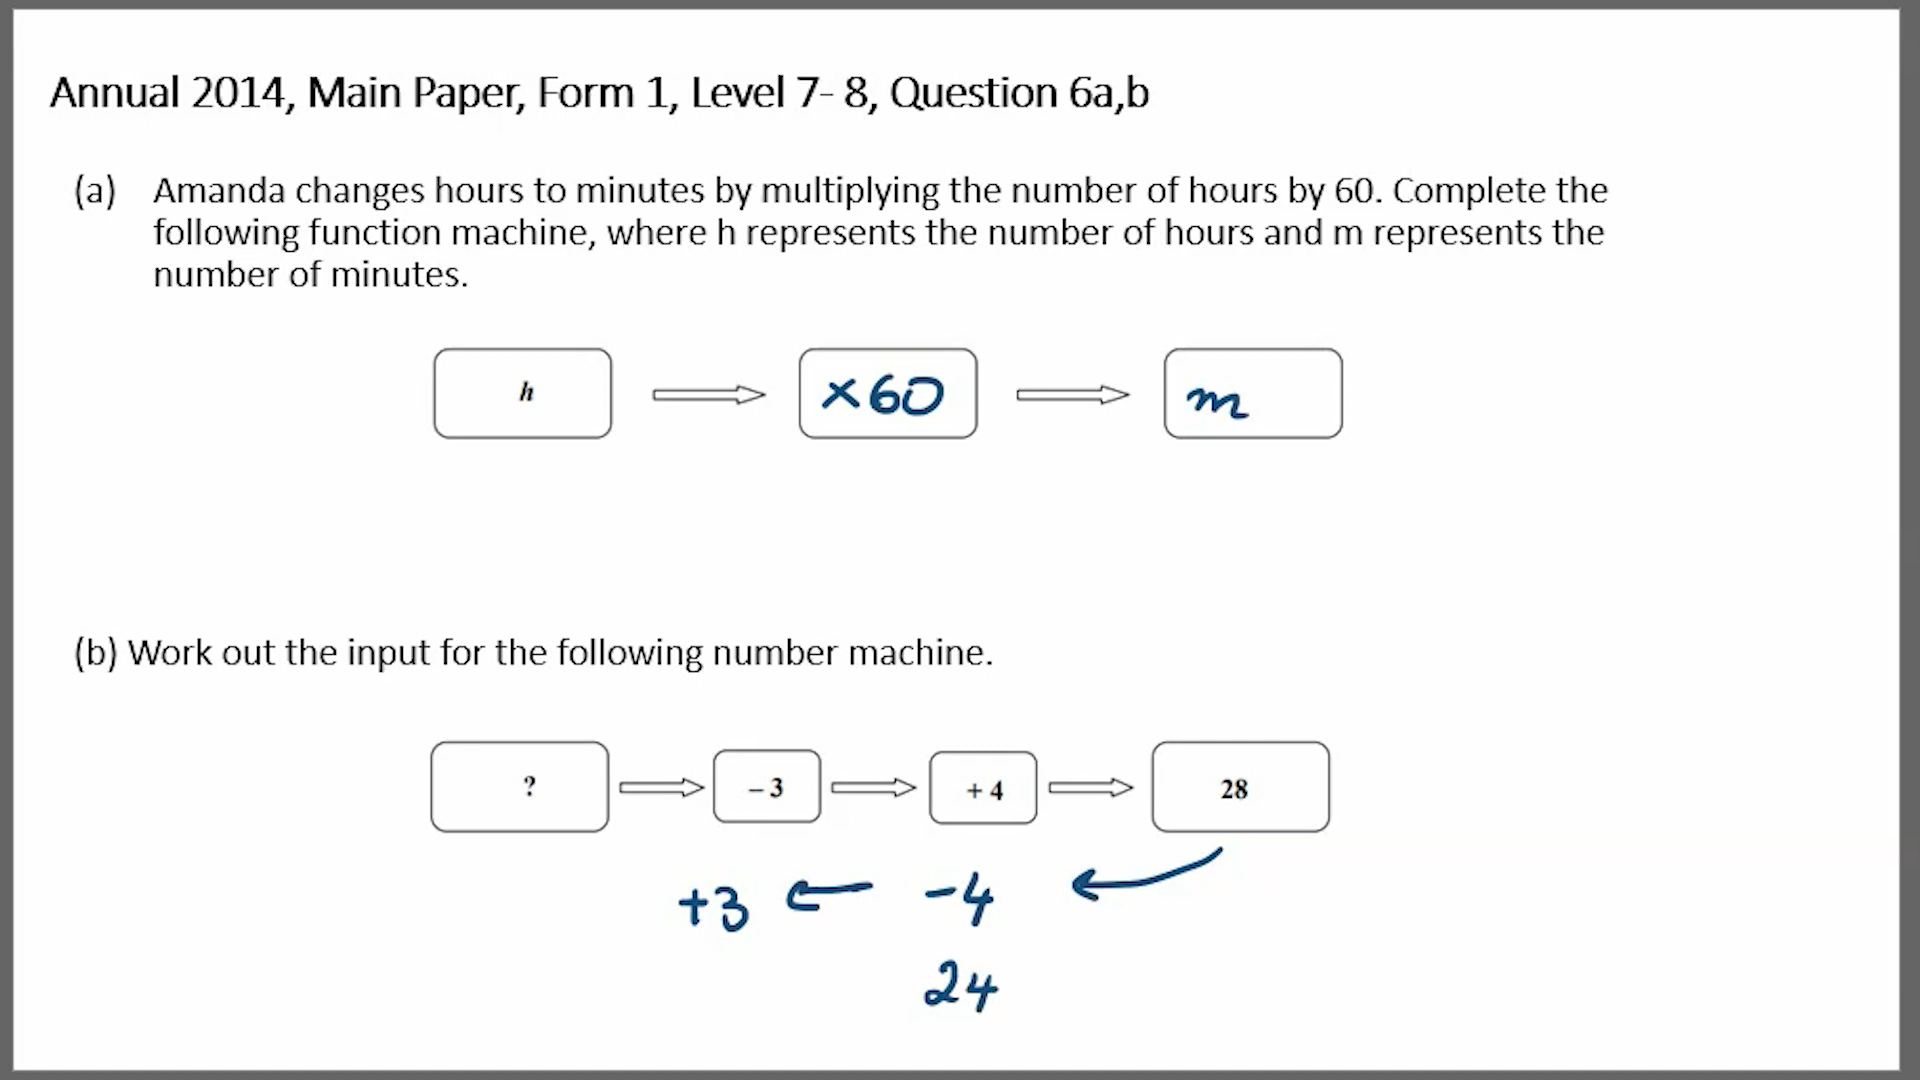 Annual 2014, Main Paper, Form 1, Level 7- 8, Question 6a,b
(a) Amanda changes hours to minutes by multiplying the number of hours by 60. Complete the
following function machine, where h represents the number of hours and m represents the
number of minutes.
h ×60 m
(b) Work out the input for the following number machine.
? – 3 + 4 28
+3 -4
24